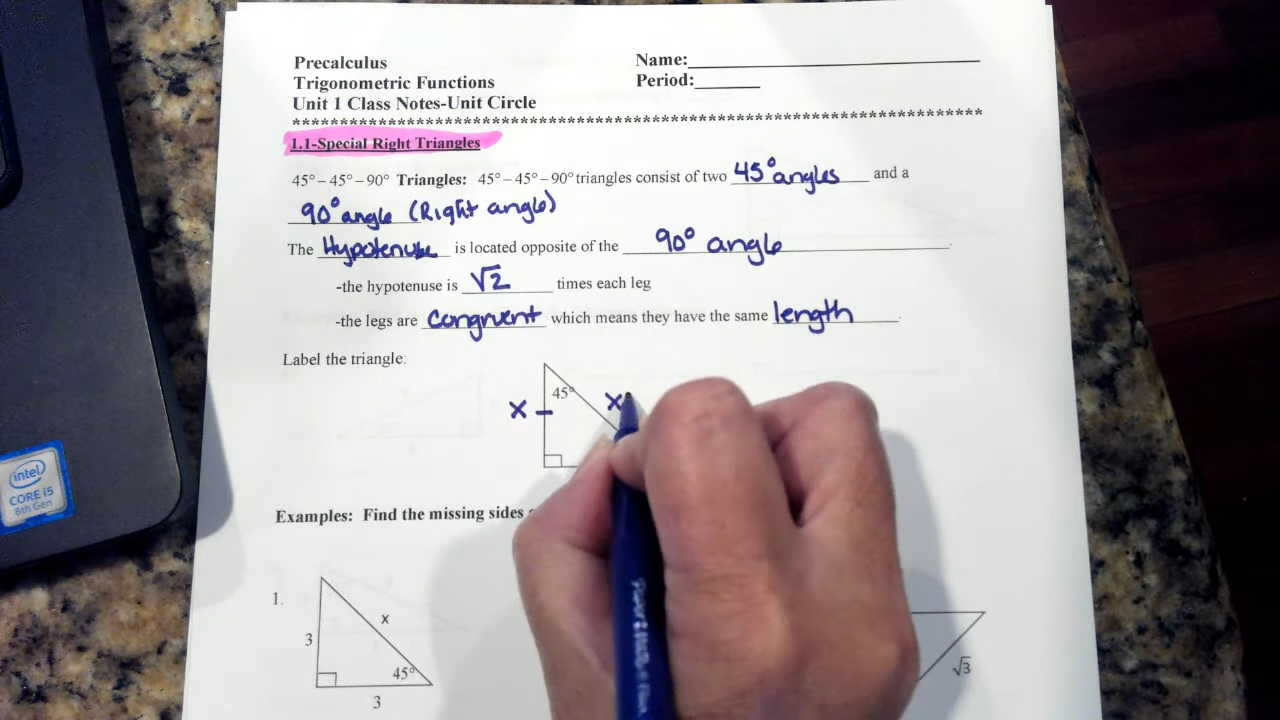 Precalculus
Name:
Trigonometric Functions
Period:
Unit 1 Class Notes-Unit Circle
******************************************************************************
1.1-Special Right Triangles
45° – 45° – 90° Triangles: 45° – 45° – 90° triangles consist of two 45° angles and a
90° angle (Right angle)
The Hypotenuse is located opposite of the 90° angle.
-the hypotenuse is √2 times each leg
-the legs are congruent which means they have the same length.
Label the triangle:
45°
x
x
Examples: Find the missing sides
1.
3
x
45°
3
√3
intel
CORE i5
8th Gen